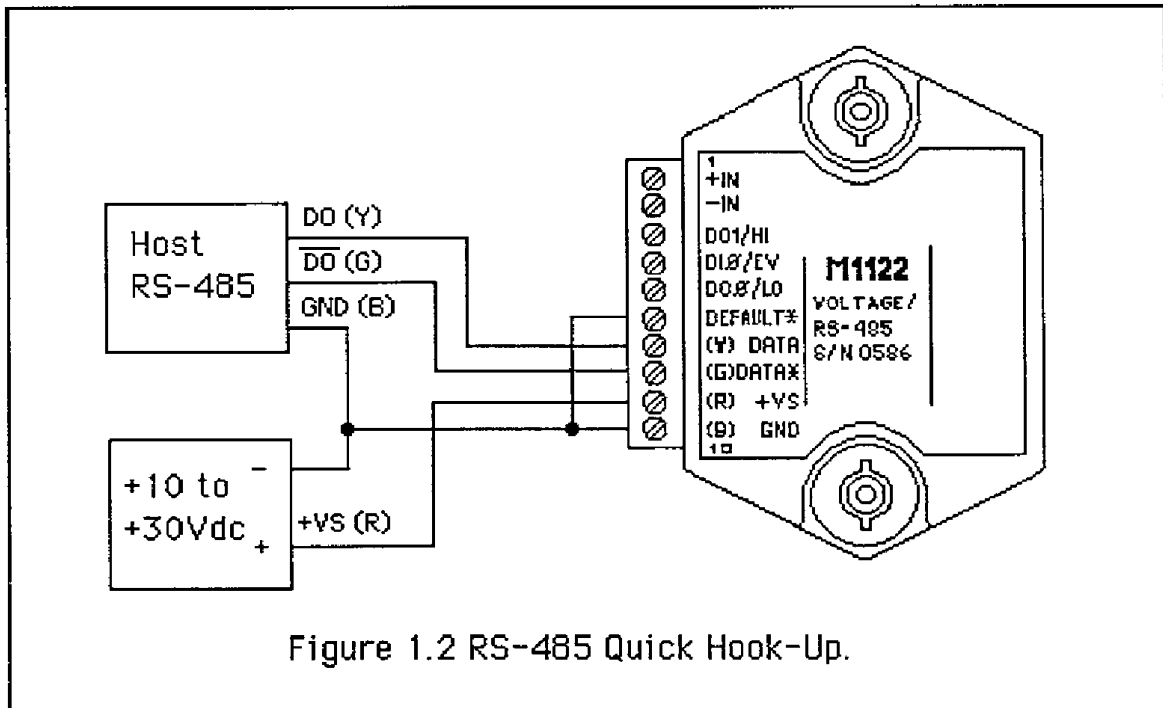 Host
RS-485
DO (Y)
D̅O̅ (G)
GND (B)
+10 to
+30Vdc
-
+
+VS (R)
1
+IN
-IN
DO1/HI
DI0/EV
DO0/LO
DEFAULT*
(Y) DATA
(G)DATA*
(R) +VS
(B) GND
10
M1122
VOLTAGE/
RS-485
S/N 0586
Figure 1.2 RS-485 Quick Hook-Up.